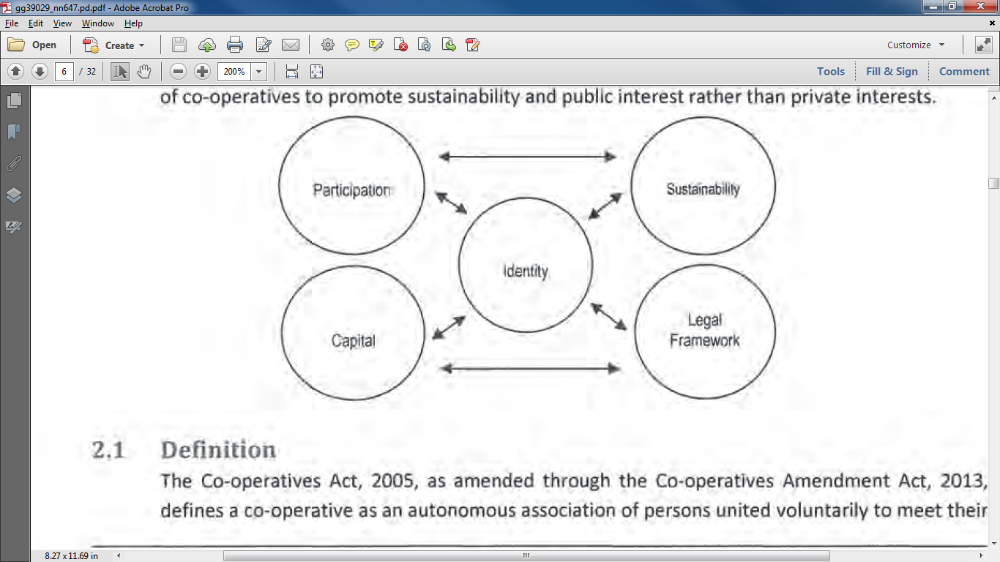 gg39029_nn647.pd.pdf - Adobe Acrobat Pro
File Edit View Window Help
Open Create Customize
6 / 32 200% Tools Fill & Sign Comment
of co-operatives to promote sustainability and public interest rather than private interests.
Participation
Sustainability
Identity
Capital
Legal
Framework
2.1 Definition
The Co-operatives Act, 2005, as amended through the Co-operatives Amendment Act, 2013,
defines a co-operative as an autonomous association of persons united voluntarily to meet their
8.27 x 11.69 in